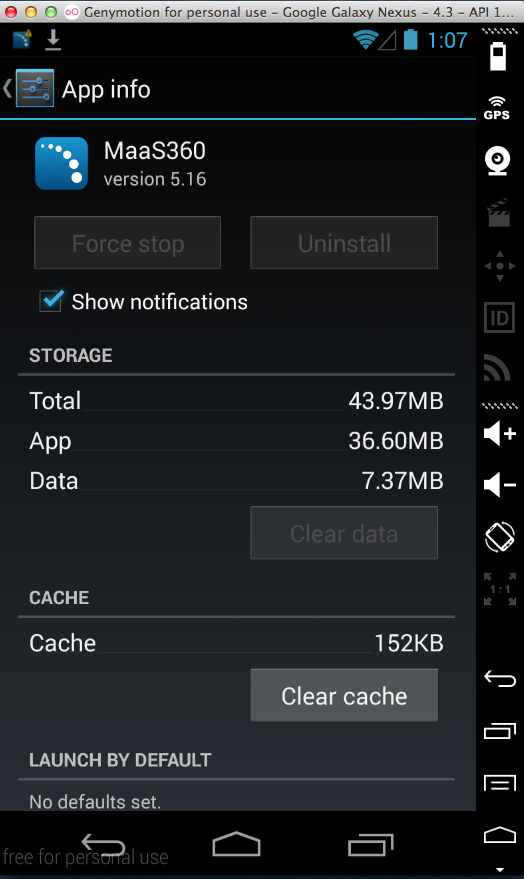 Genymotion for personal use - Google Galaxy Nexus - 4.3 - API 1...
1:07
App info
GPS
MaaS360
version 5.16
Force stop
Uninstall
Show notifications
ID
STORAGE
Total 43.97MB
App 36.60MB
Data 7.37MB
Clear data
1:1
CACHE
Cache 152KB
Clear cache
LAUNCH BY DEFAULT
No defaults set.
free for personal use